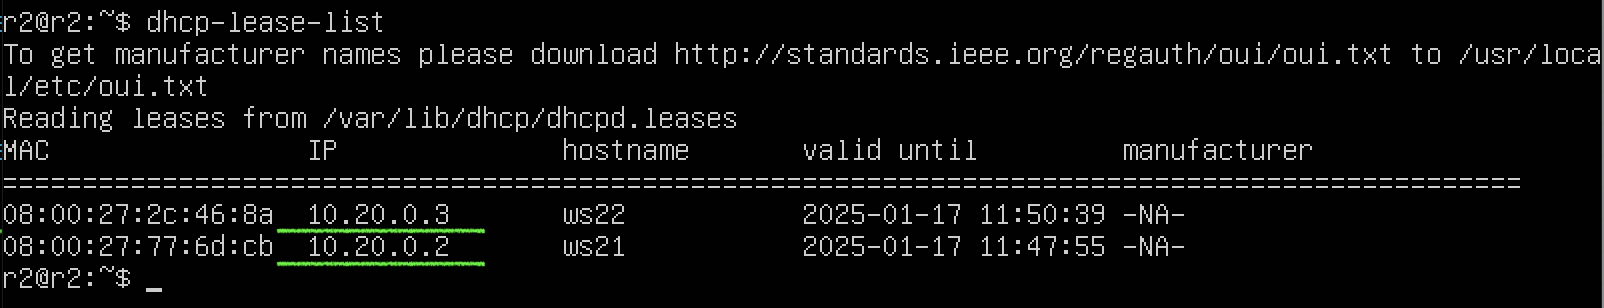 r2@r2:~$ dhcp-lease-list
To get manufacturer names please download http://standards.ieee.org/regauth/oui/oui.txt to /usr/loca
l/etc/oui.txt
Reading leases from /var/lib/dhcp/dhcpd.leases
MAC                IP              hostname       valid until         manufacturer
===============================================================================================
08:00:27:2c:46:8a  10.20.0.3       ws22           2025-01-17 11:50:39 -NA-
08:00:27:77:6d:cb  10.20.0.2       ws21           2025-01-17 11:47:55 -NA-
r2@r2:~$ _